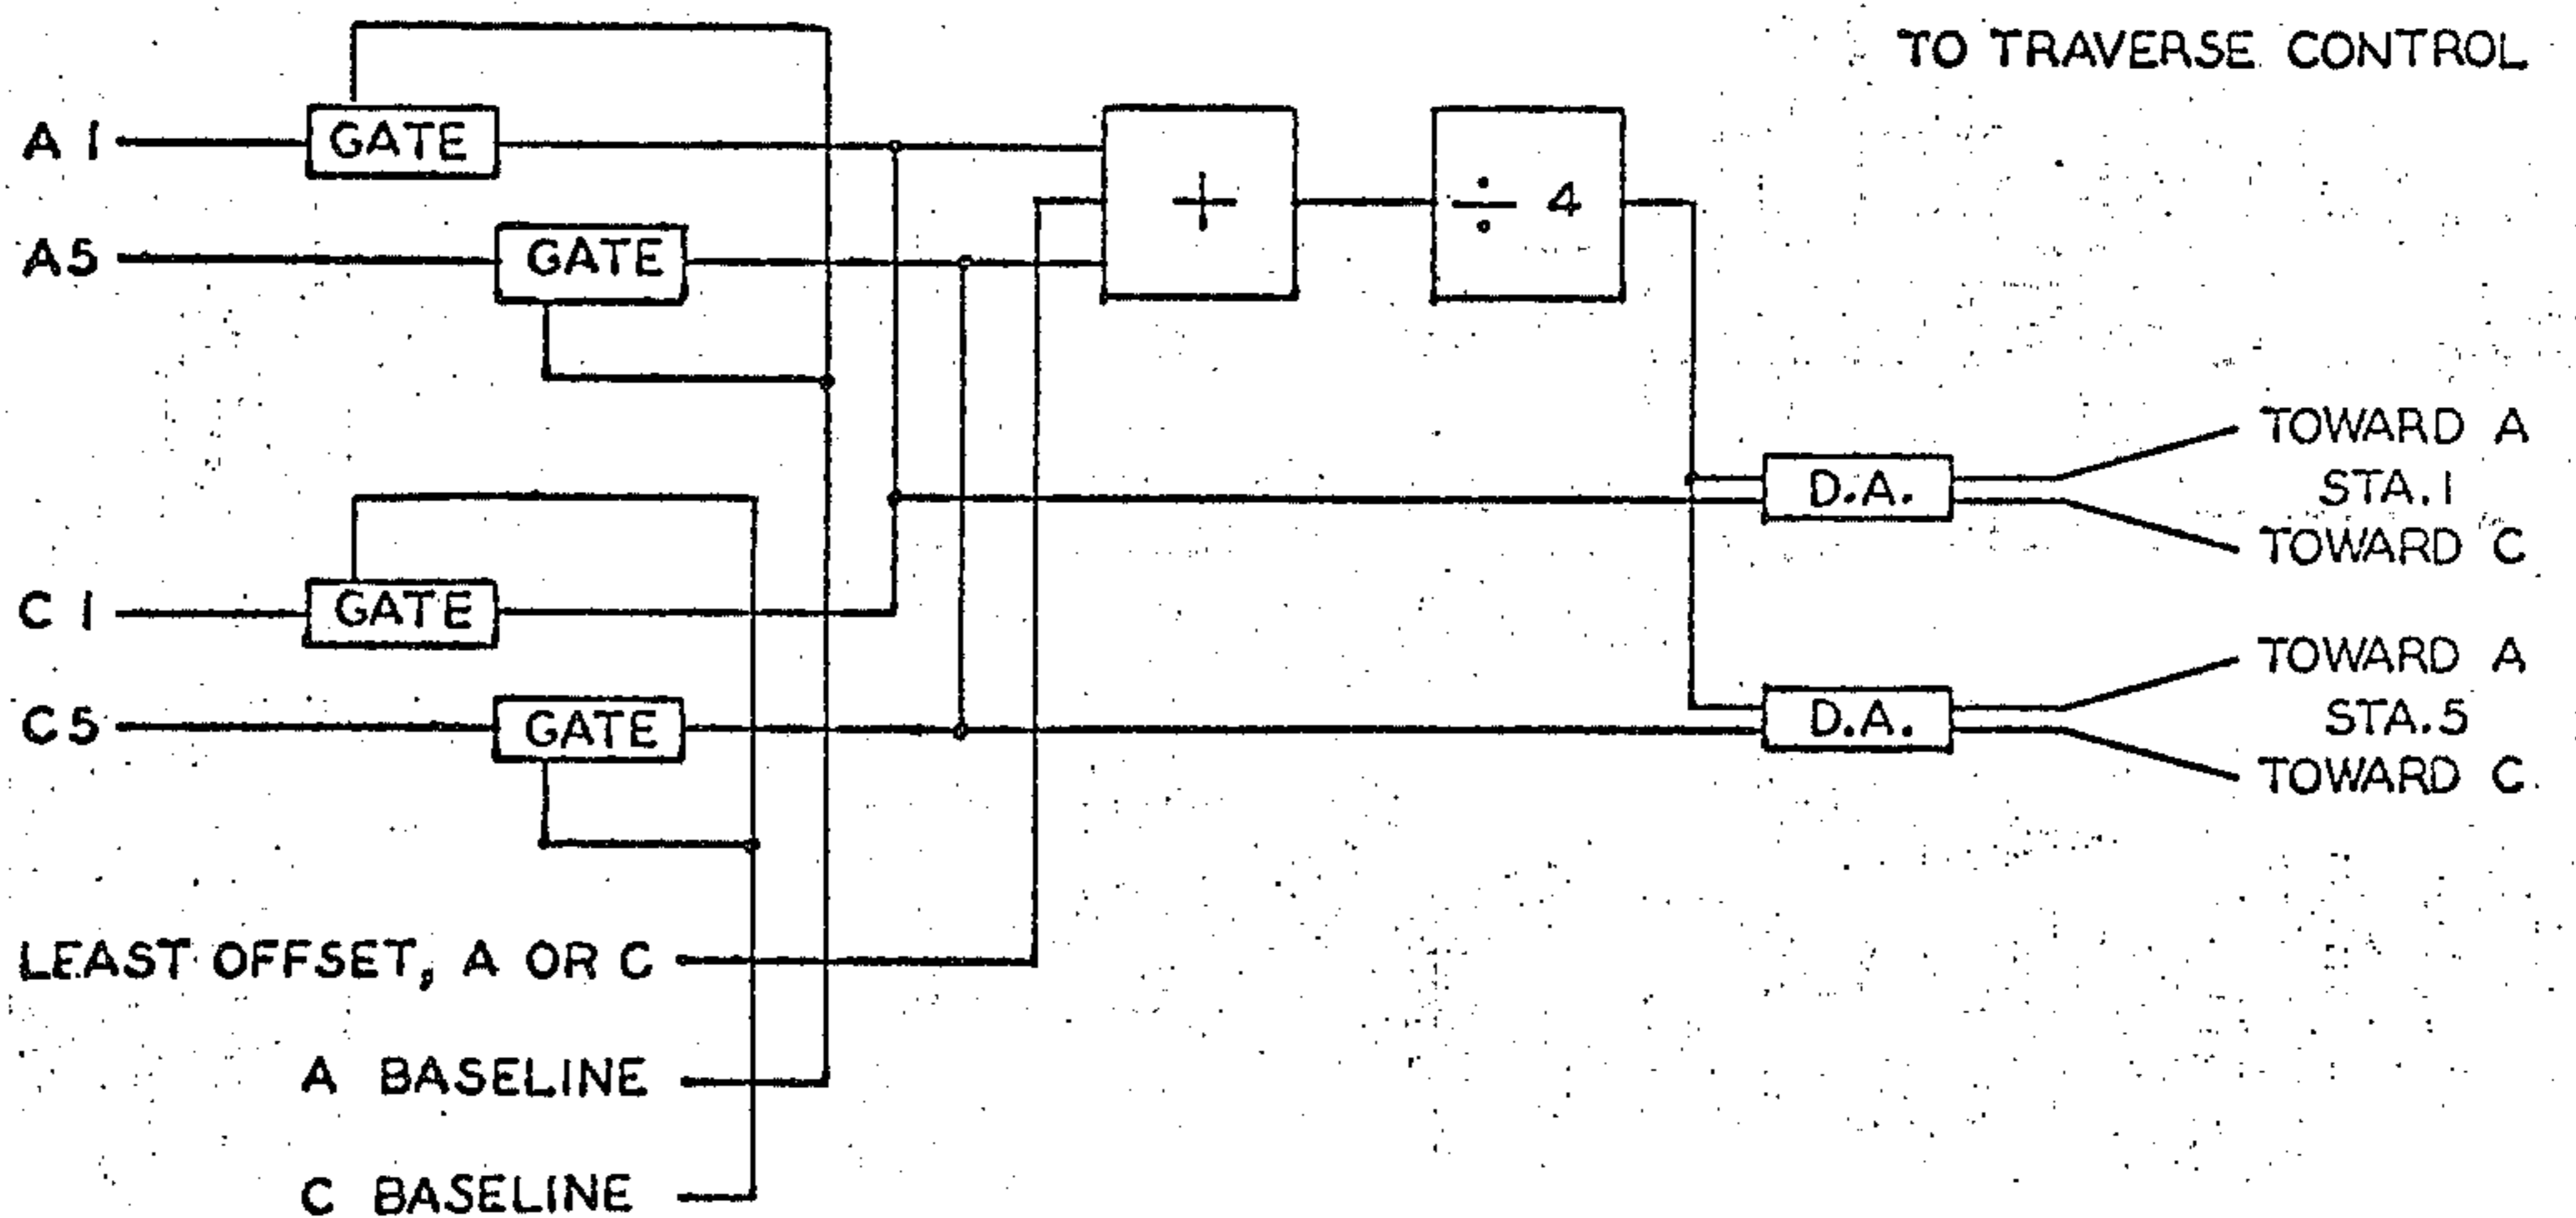 TO TRAVERSE CONTROL
A 1
GATE
A5
GATE
+
÷ 4
TOWARD A
D.A.
STA.1
TOWARD C
C 1
GATE
TOWARD A
C5
GATE
D.A.
STA.5
TOWARD C
LEAST OFFSET, A OR C
A BASELINE
C BASELINE